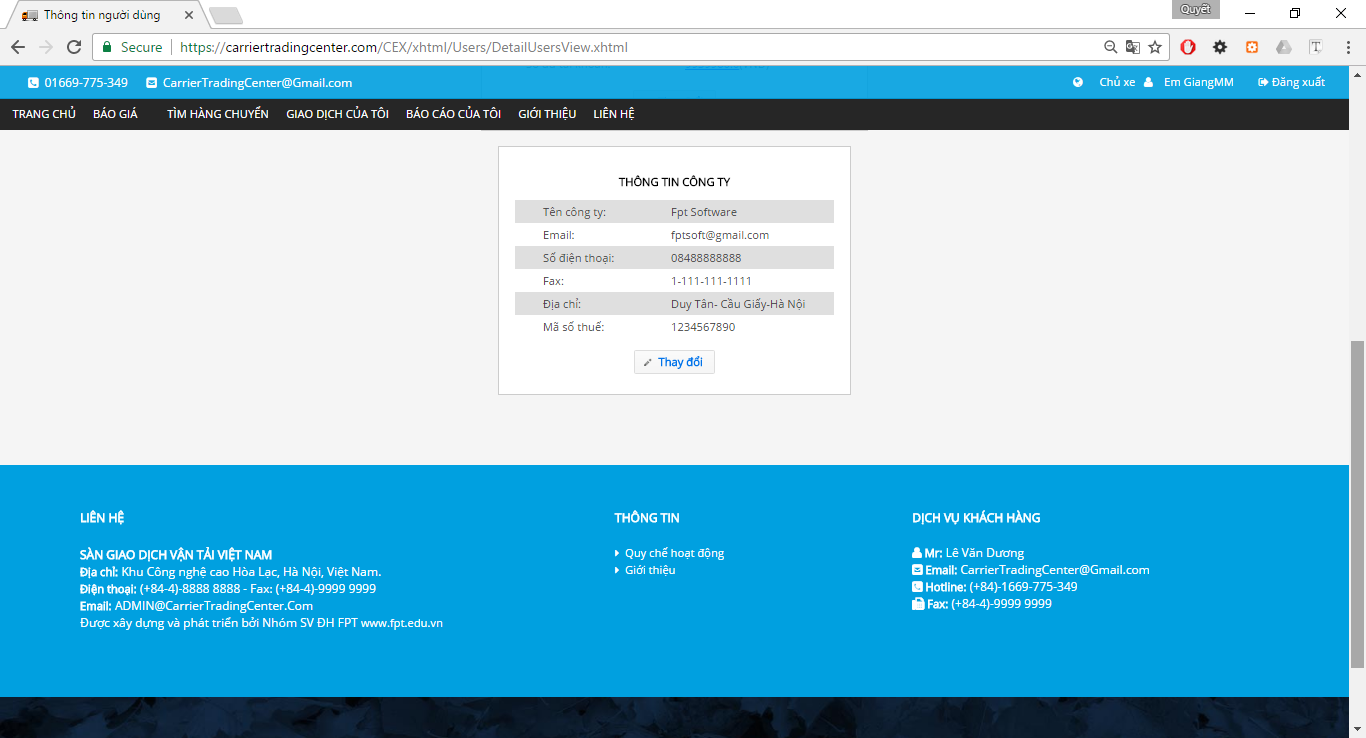 Thông tin người dùng
Quyết
Secure
https://carriertradingcenter.com/CEX/xhtml/Users/DetailUsersView.xhtml
01669-775-349 CarrierTradingCenter@Gmail.com Chủ xe Em GiangMM Đăng xuất
TRANG CHỦ BÁO GIÁ TÌM HÀNG CHUYẾN GIAO DỊCH CỦA TÔI BÁO CÁO CỦA TÔI GIỚI THIỆU LIÊN HỆ
THÔNG TIN CÔNG TY
Tên công ty: Fpt Software
Email: fptsoft@gmail.com
Số điện thoại: 08488888888
Fax: 1-111-111-1111
Địa chỉ: Duy Tân- Cầu Giấy-Hà Nội
Mã số thuế: 1234567890
Thay đổi
LIÊN HỆ
SÀN GIAO DỊCH VẬN TẢI VIỆT NAM
Địa chỉ: Khu Công nghệ cao Hòa Lạc, Hà Nội, Việt Nam.
Điện thoại: (+84-4)-8888 8888 - Fax: (+84-4)-9999 9999
Email: ADMIN@CarrierTradingCenter.Com
Được xây dựng và phát triển bởi Nhóm SV ĐH FPT www.fpt.edu.vn
THÔNG TIN
Quy chế hoạt động
Giới thiệu
DỊCH VỤ KHÁCH HÀNG
Mr: Lê Văn Dương
Email: CarrierTradingCenter@Gmail.com
Hotline: (+84)-1669-775-349
Fax: (+84-4)-9999 9999